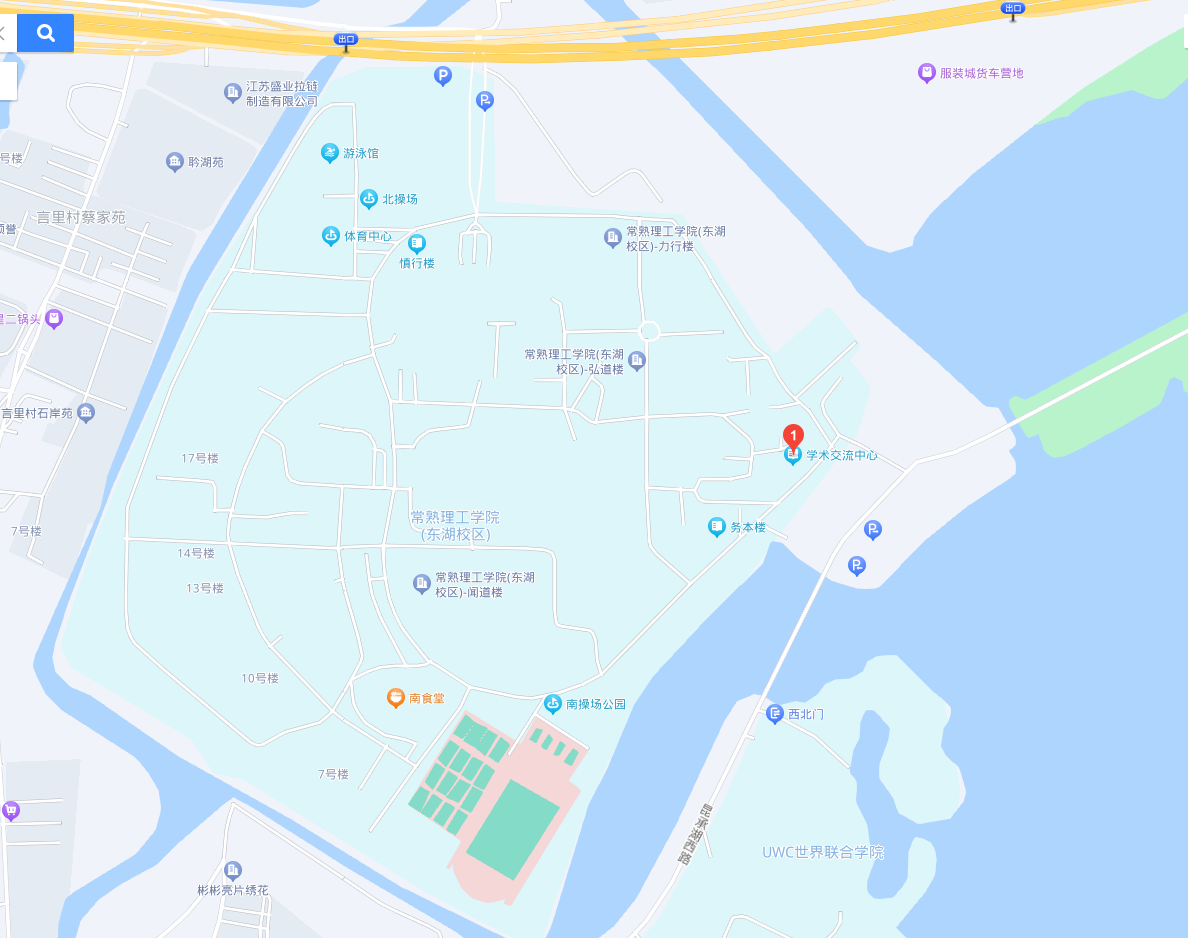 出口
出口
P
P
服装城货车营地
江苏盛业拉链
制造有限公司
游泳馆
号楼
聆湖苑
北操场
言里村蔡家苑
颐誉
体育中心
慎行楼
常熟理工学院(东湖
校区)-力行楼
星二锅头
常熟理工学院(东湖
校区)-弘道楼
言里村石岸苑
1
17号楼
学术交流中心
常熟理工学院
(东湖校区)
务本楼
P
7号楼
14号楼
P
常熟理工学院(东湖
校区)-闻道楼
13号楼
10号楼
南食堂
南操场公园
西北门
7号楼
昆承湖西路
UWC世界联合学院
彬彬亮片绣花